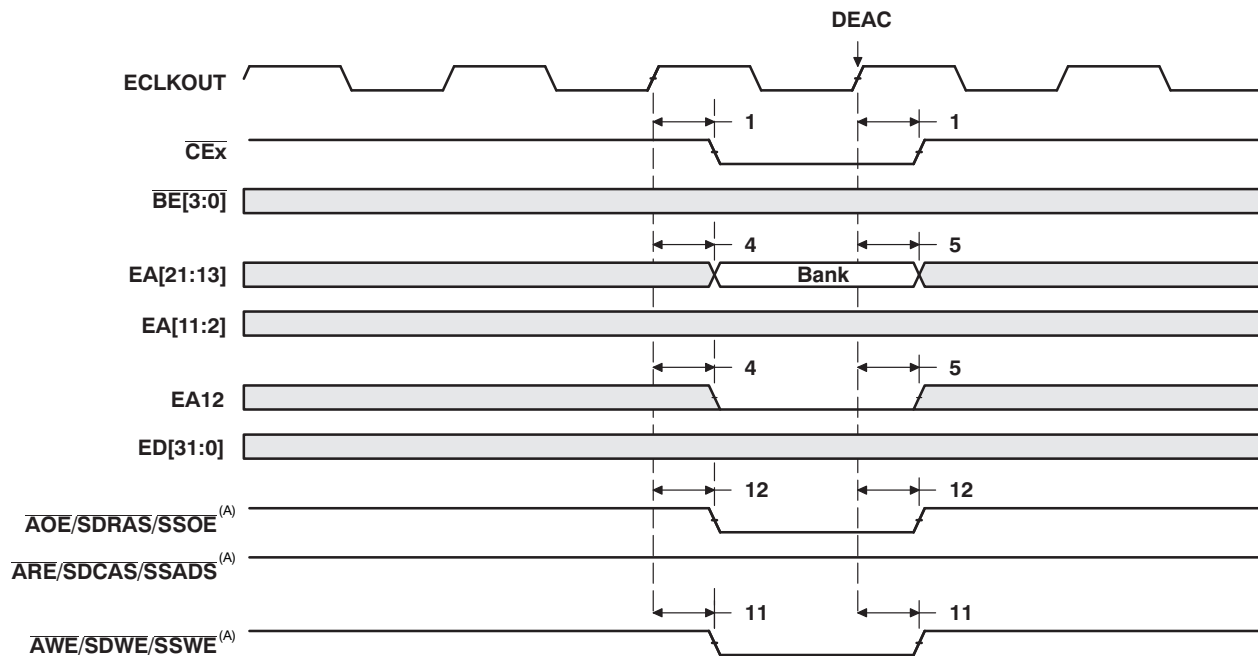 DEAC
ECLKOUT
1 1
CEx
BE[3:0]
4 5
EA[21:13] Bank
EA[11:2]
4 5
EA12
ED[31:0]
12 12
AOE/SDRAS/SSOE(A)
ARE/SDCAS/SSADS(A)
11 11
AWE/SDWE/SSWE(A)